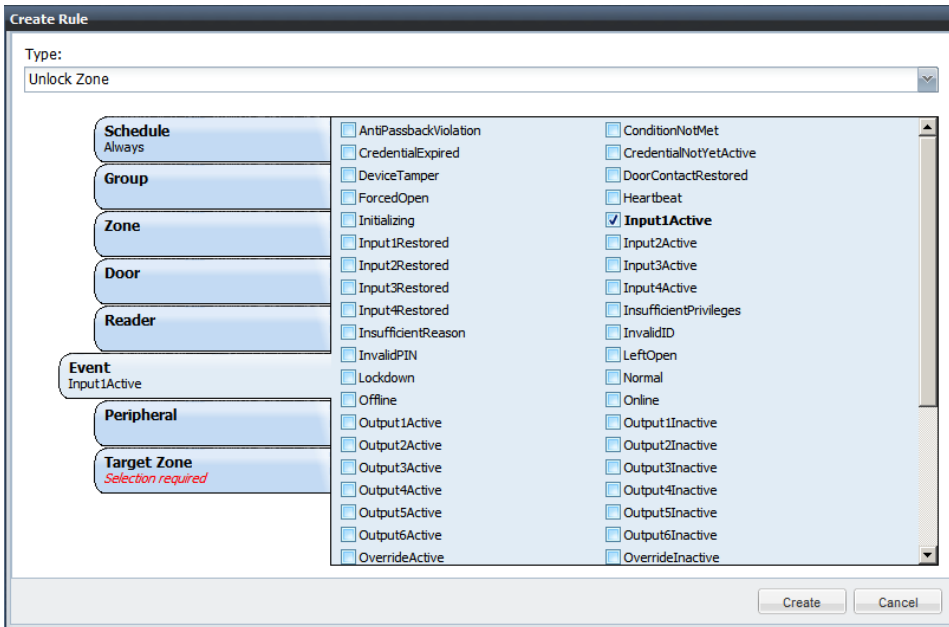 Create Rule
Type:
Unlock Zone
Schedule
Always
Group
Zone
Door
Reader
Event
Input1Active
Peripheral
Target Zone
Selection required
AntiPassbackViolation ConditionNotMet
CredentialExpired CredentialNotYetActive
DeviceTamper DoorContactRestored
ForcedOpen Heartbeat
Initializing Input1Active
Input1Restored Input2Active
Input2Restored Input3Active
Input3Restored Input4Active
Input4Restored InsufficientPrivileges
InsufficientReason InvalidID
InvalidPIN LeftOpen
Lockdown Normal
Offline Online
Output1Active Output1Inactive
Output2Active Output2Inactive
Output3Active Output3Inactive
Output4Active Output4Inactive
Output5Active Output5Inactive
Output6Active Output6Inactive
OverrideActive OverrideInactive
Create Cancel